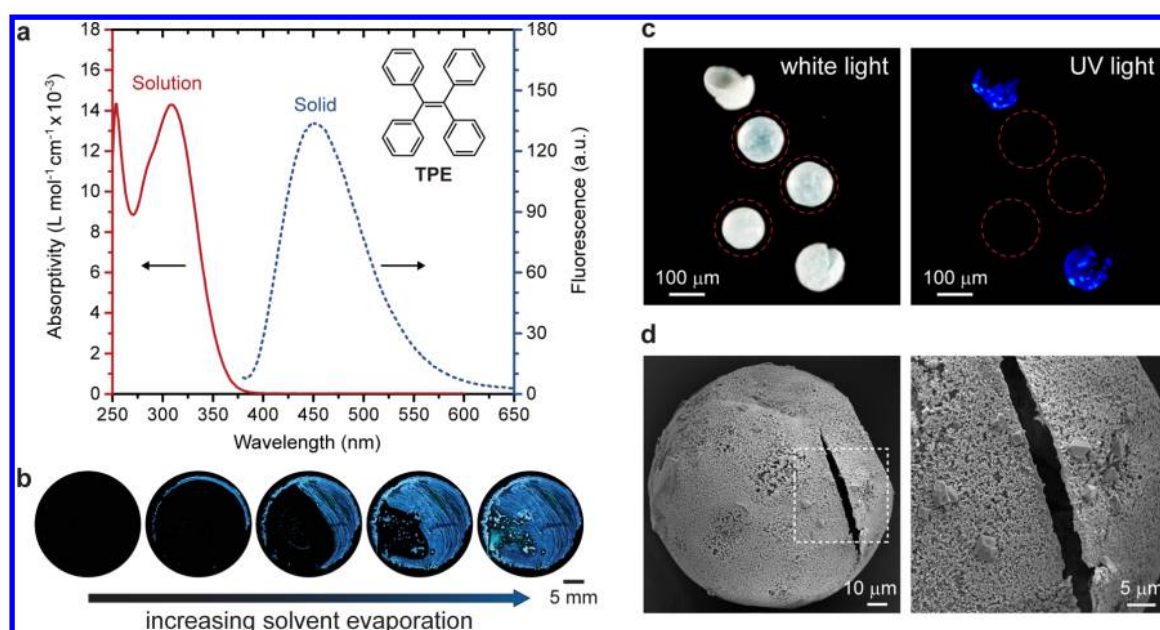 a
18
16
14
12
10
8
6
4
2
0
Absorptivity (L mol⁻¹ cm⁻¹ x 10⁻³)
250 300 350 400 450 500 550 600 650
Wavelength (nm)
180
150
120
90
60
30
0
Fluorescence (a.u.)
Solution
Solid
TPE
b
5 mm
increasing solvent evaporation
c
white light
100 μm
UV light
100 μm
d
10 μm
5 μm